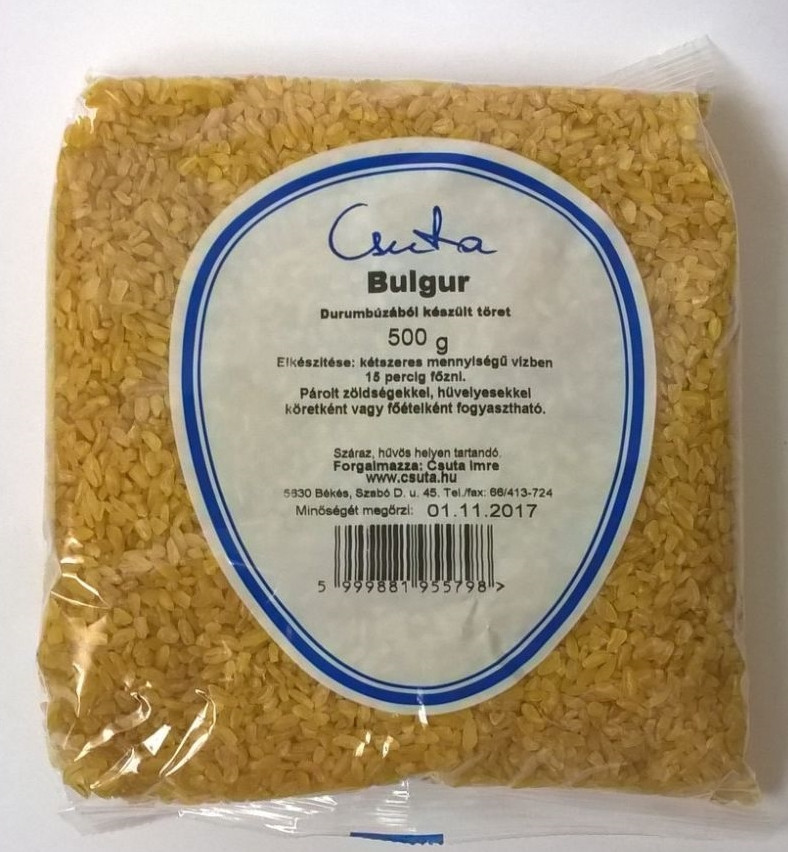 Csuta
Bulgur
Durumbúzából készült töret
500 g
Elkészítése: kétszeres mennyiségű vízben
15 percig főzni.
Párolt zöldségekkel, hüvelyesekkel
köretként vagy főételként fogyasztható.
Száraz, hűvös helyen tartandó.
Forgalmazza: Csuta Imre
www.csuta.hu
5630 Békés, Szabó D. u. 45. Tel./fax: 66/413-724
Minőségét megőrzi: 01.11.2017
5 999881 955798 >